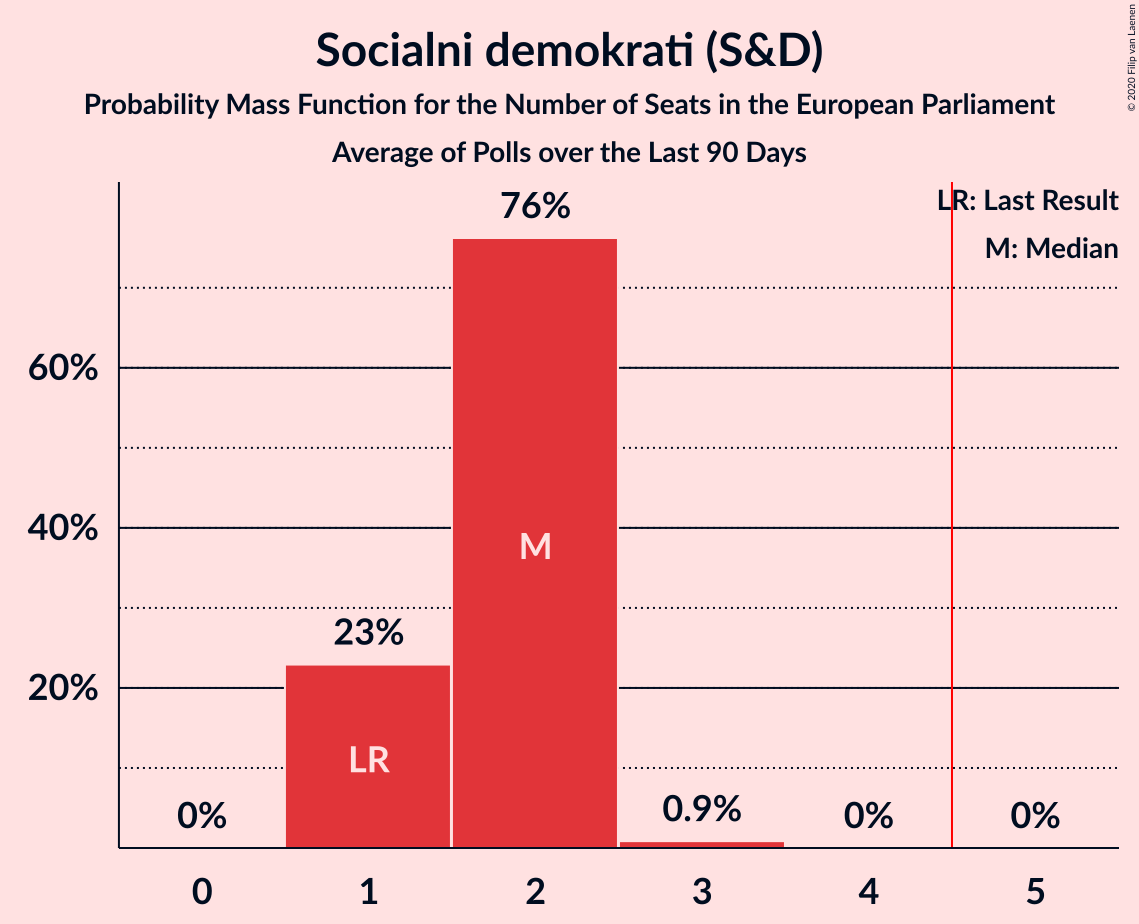 Socialni demokrati (S&D)
Probability Mass Function for the Number of Seats in the European Parliament
Average of Polls over the Last 90 Days
© 2020 Filip van Laenen
LR: Last Result
M: Median
76%
60%
40%
M
23%
20%
LR
0%
0.9%
0%
0%
0 1 2 3 4 5